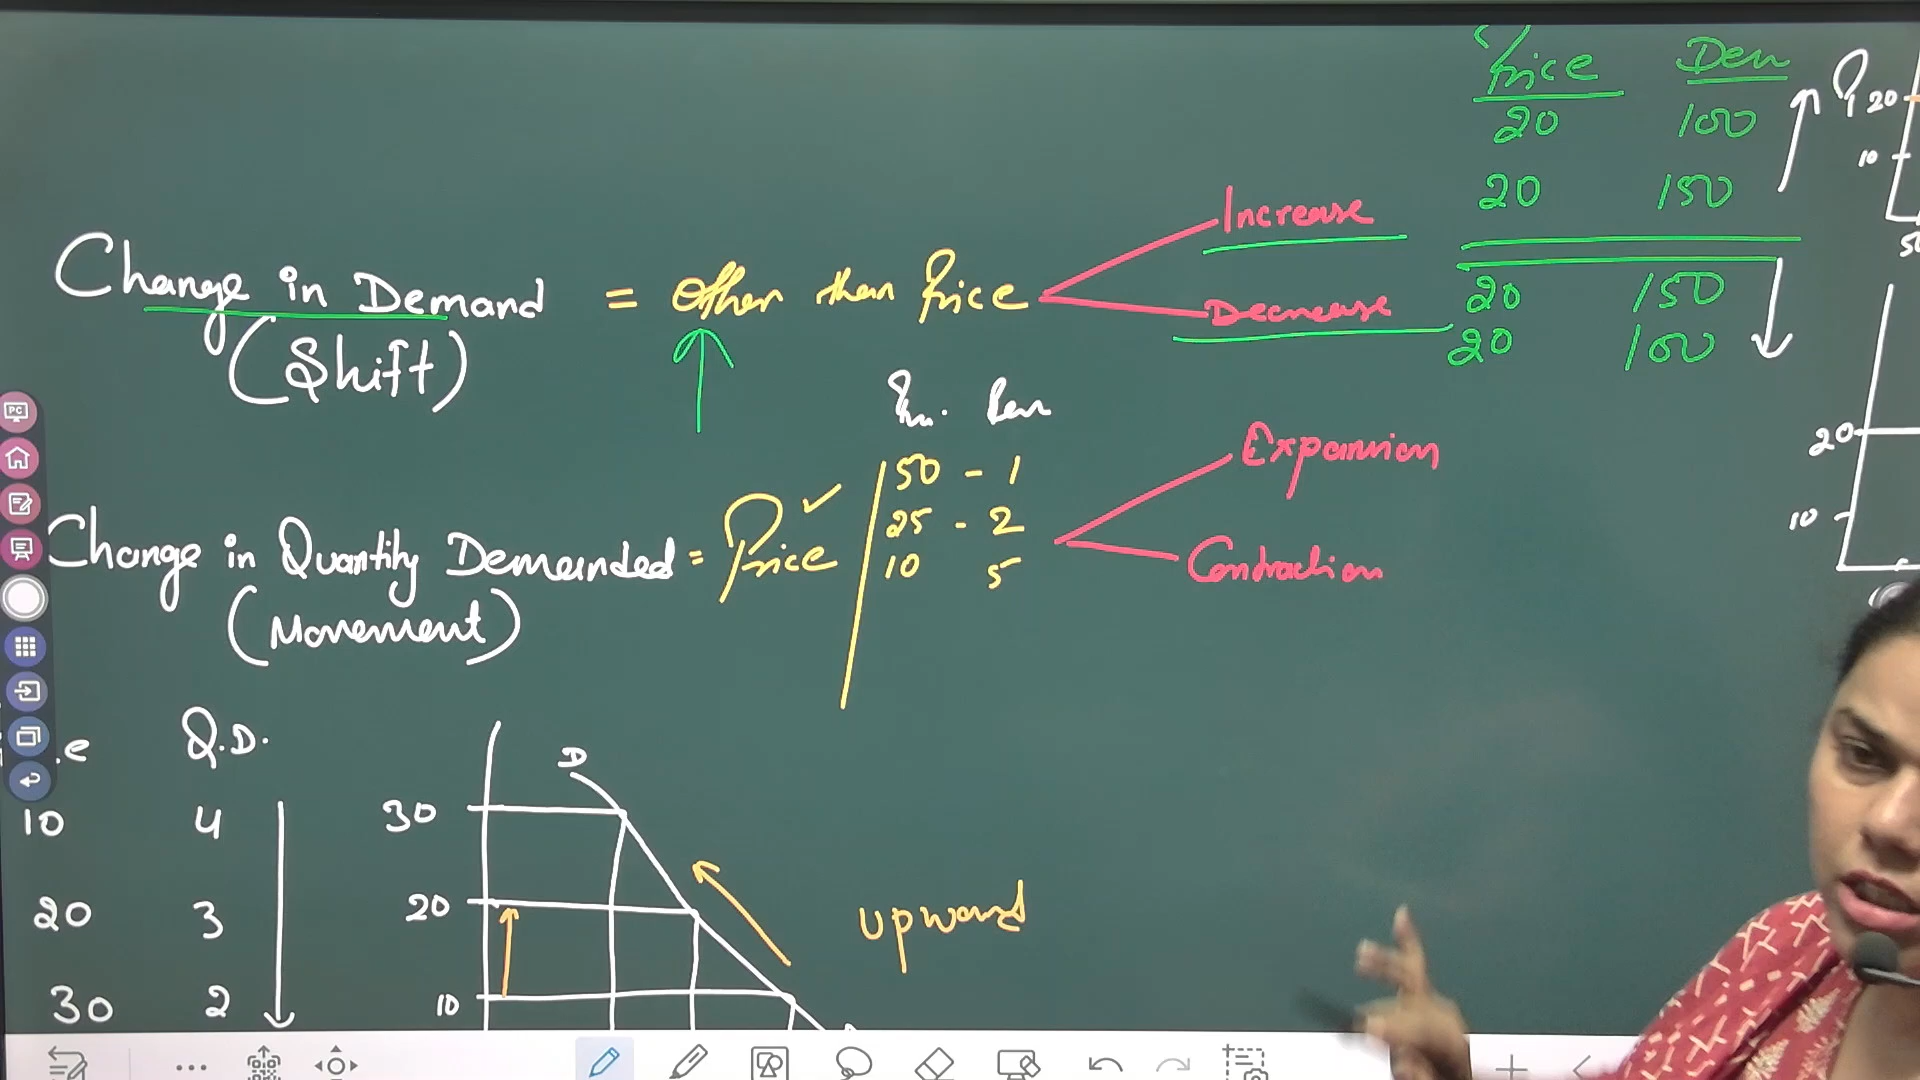 Price Den
20 100
20 150
20 150
20 100
Change in Demand = Other than Price
(Shift)
Increase
Decrease
50 - 1
25 - 2
10 5
Change in Quantity Demanded = Price
(Movement)
Expansion
Contraction
Q.D.
10 4
20 3
30 2
D
30
20
10
upward
P 20
10
20
10
PC